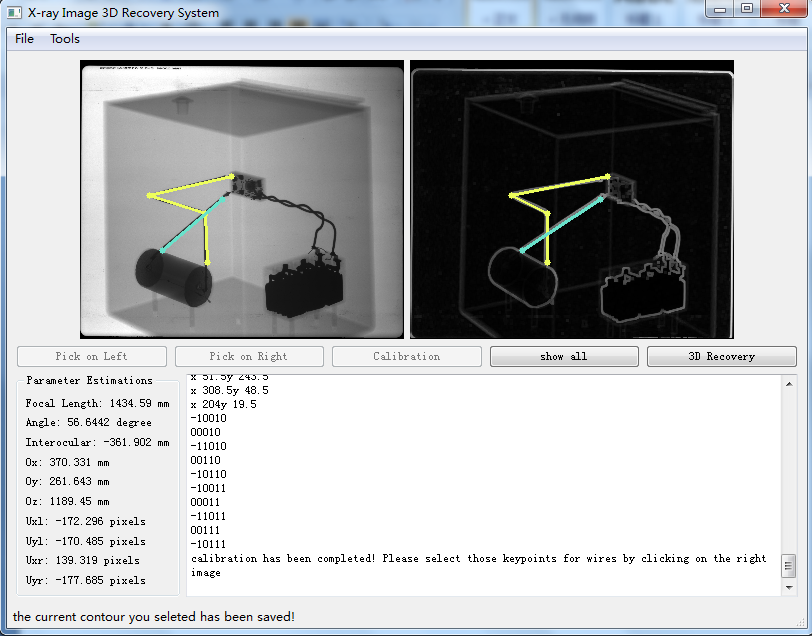 X-ray Image 3D Recovery System
File Tools
Pick on Left Pick on Right Calibration show all 3D Recovery
Parameter Estimations
Focal Length: 1434.59 mm
Angle: 56.6442 degree
Interocular: -361.902 mm
Ox: 370.331 mm
Oy: 261.643 mm
Oz: 1189.45 mm
Uxl: -172.296 pixels
Uyl: -170.485 pixels
Uxr: 139.319 pixels
Uyr: -177.685 pixels
x 51.5y 243.5
x 308.5y 48.5
x 204y 19.5
-10010
00010
-11010
00110
-10110
-10011
00011
-11011
00111
-10111
calibration has been completed! Please select those keypoints for wires by clicking on the right
image
the current contour you seleted has been saved!